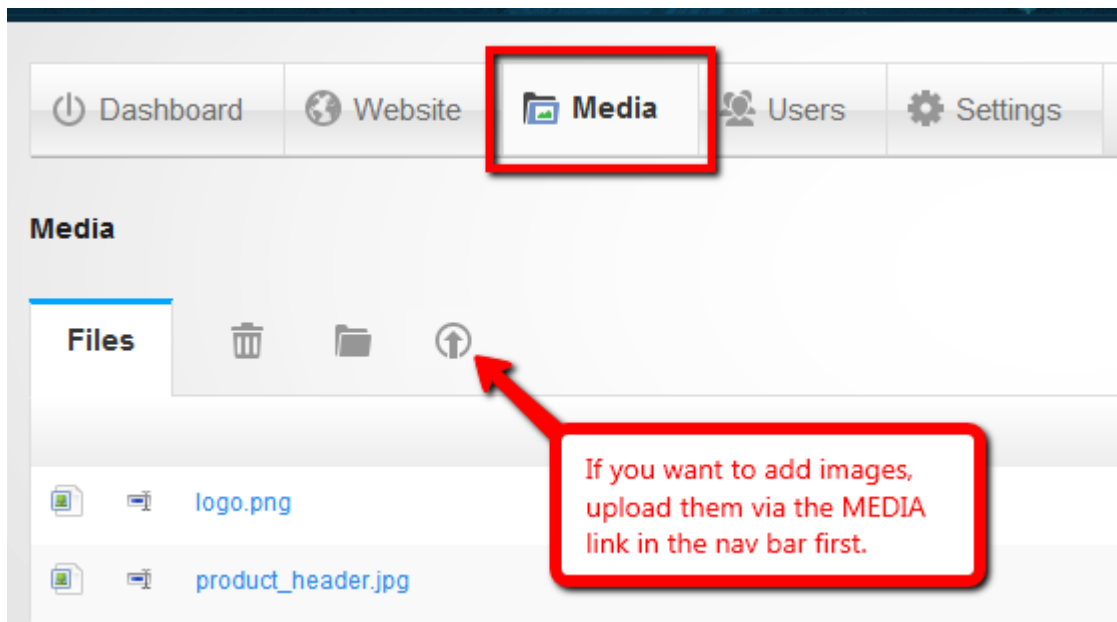 Dashboard Website Media Users Settings
Media
Files
If you want to add images,
upload them via the MEDIA
link in the nav bar first.
logo.png
product_header.jpg